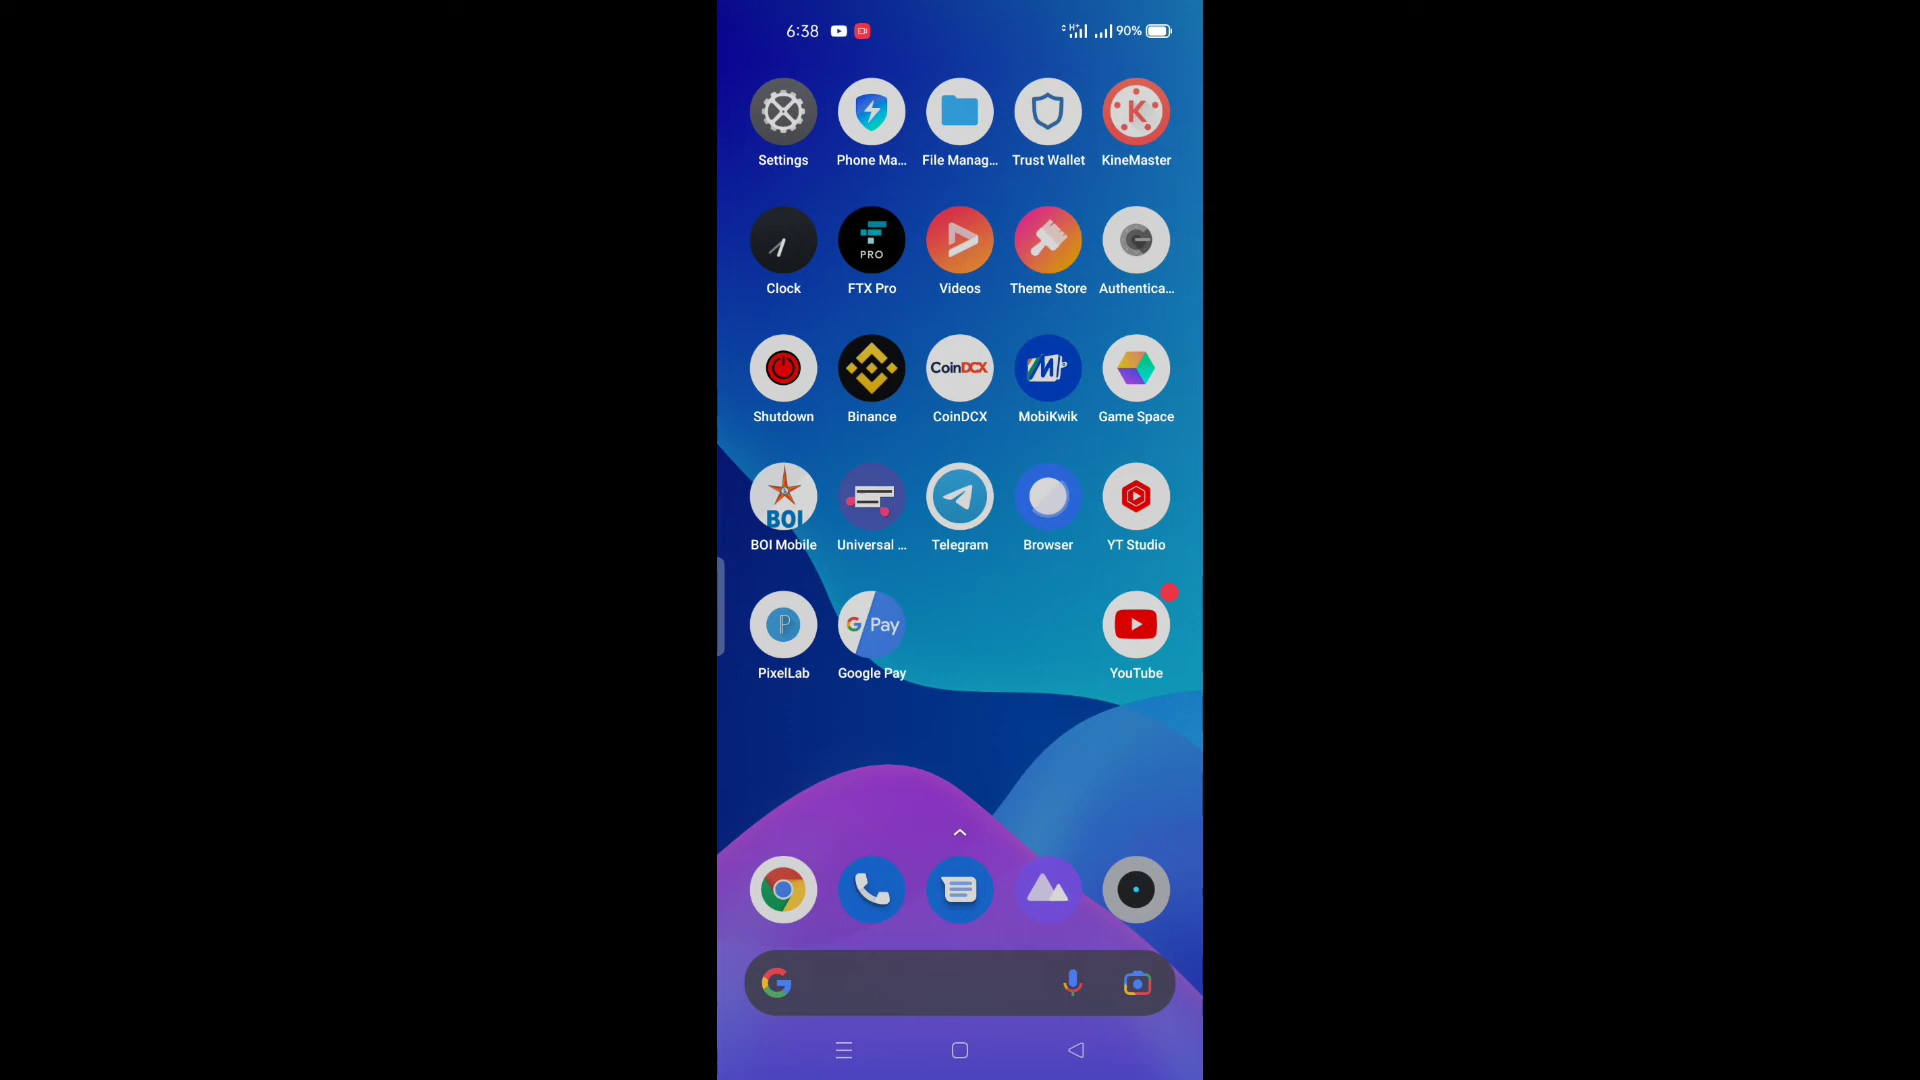 6:38 H+ 90%
Settings Phone Ma... File Manag... Trust Wallet KineMaster
K
PRO
Clock FTX Pro Videos Theme Store Authentica...
CoinDCX M
Shutdown Binance CoinDCX MobiKwik Game Space
BOI
BOI Mobile Universal ... Telegram Browser YT Studio
P G Pay
PixelLab Google Pay YouTube
G